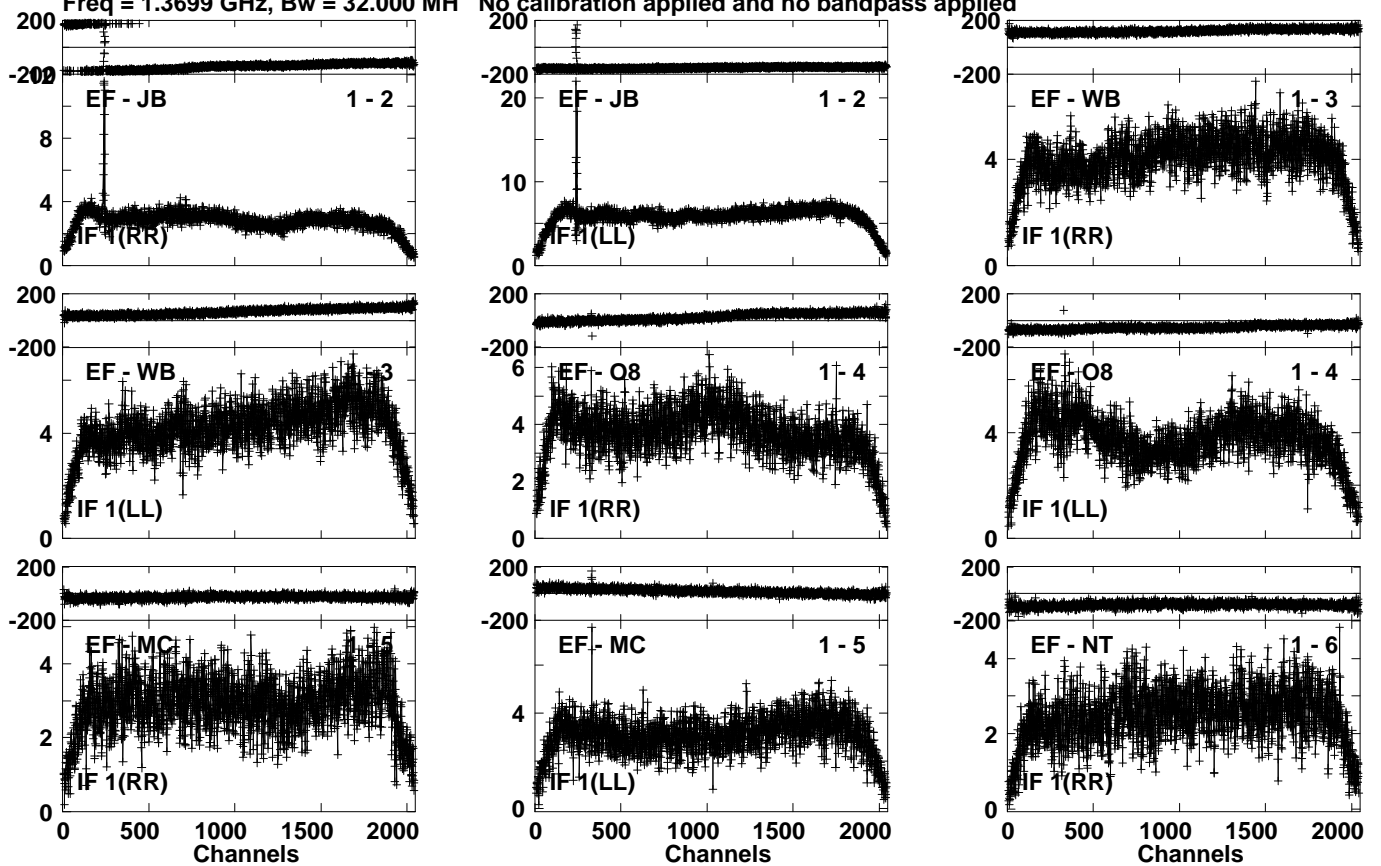 Freq = 1.3699 GHz, Bw = 32.000 MH No calibration applied and no bandpass applied
200 200 200
-200 -200 -200
12
EF - JB 1 - 2 EF - JB 1 - 2 EF - WB 1 - 3
20
8
10
4 4
IF 1(RR) IF 1(LL) IF 1(RR)
0 0 0
200 200 200
-200 -200 -200
EF - WB 1 - 3 EF - O8 1 - 4 EF - O8 1 - 4
6
4 4 4
2
IF 1(LL) IF 1(RR) IF 1(LL)
0 0 0
200 200 200
-200 -200 -200
EF - MC 1 - 5 EF - MC 1 - 5 EF - NT 1 - 6
4 4 4
2 2
IF 1(RR) IF 1(LL) IF 1(RR)
0 0 0
0 500 1000 1500 2000 0 500 1000 1500 2000 0 500 1000 1500 2000
Channels Channels Channels